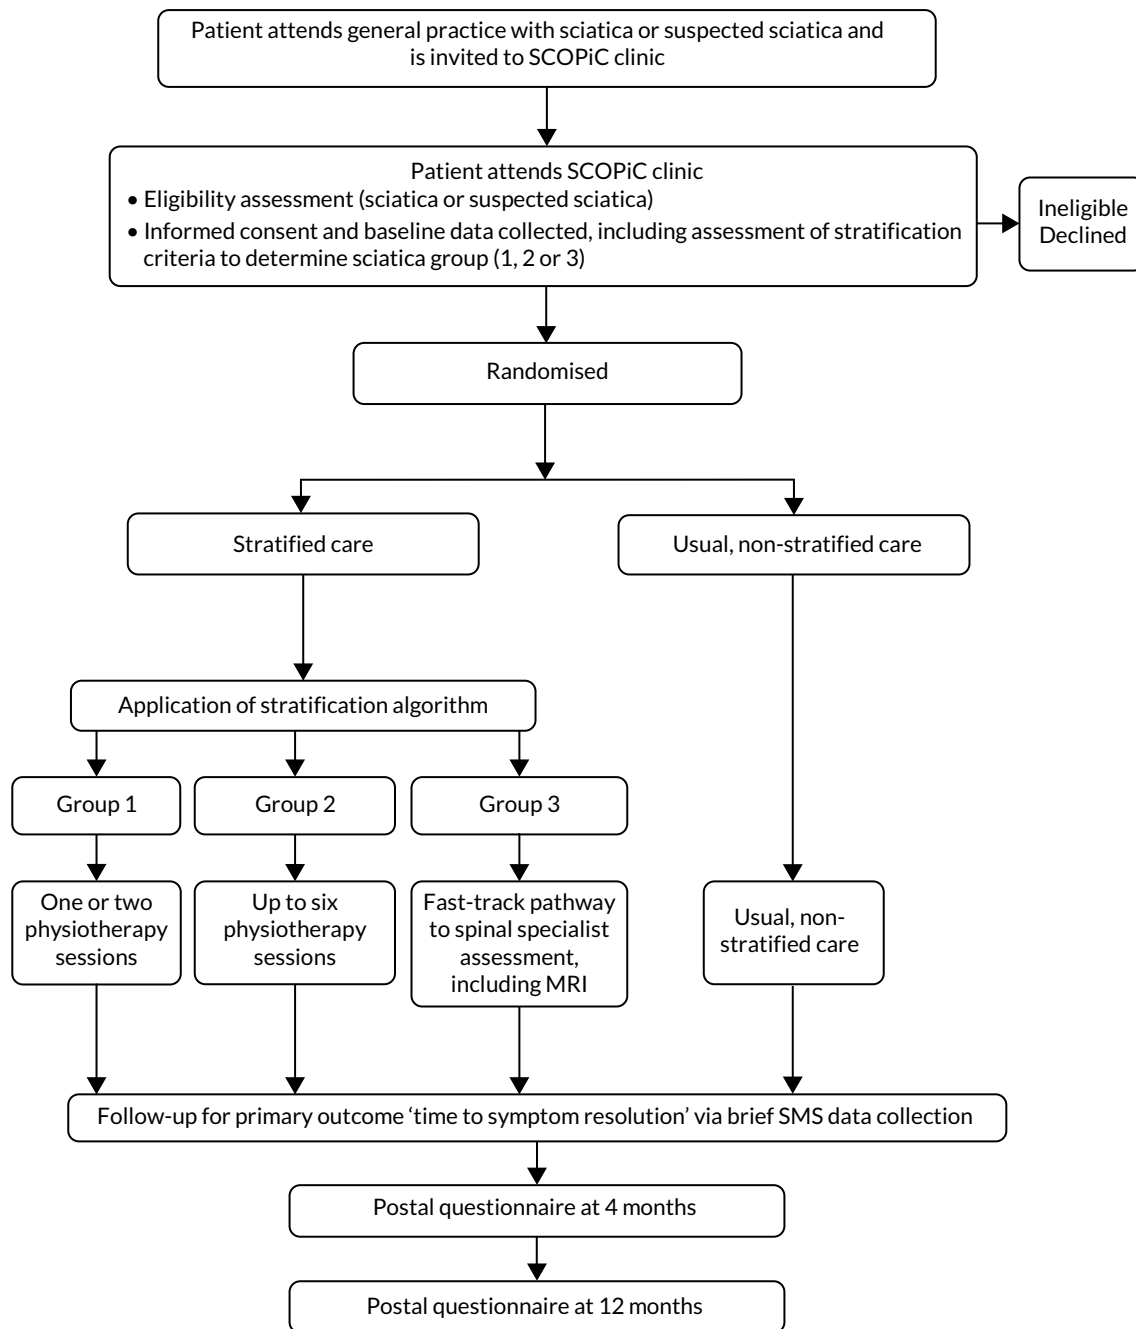 Patient attends general practice with sciatica or suspected sciatica and
is invited to SCOPiC clinic
Patient attends SCOPiC clinic
• Eligibility assessment (sciatica or suspected sciatica)
• Informed consent and baseline data collected, including assessment of stratification
criteria to determine sciatica group (1, 2 or 3)
Ineligible
Declined
Randomised
Stratified care
Usual, non-stratified care
Application of stratification algorithm
Group 1
Group 2
Group 3
One or two
physiotherapy
sessions
Up to six
physiotherapy
sessions
Fast-track pathway
to spinal specialist
assessment,
including MRI
Usual, non-
stratified care
Follow-up for primary outcome ‘time to symptom resolution’ via brief SMS data collection
Postal questionnaire at 4 months
Postal questionnaire at 12 months